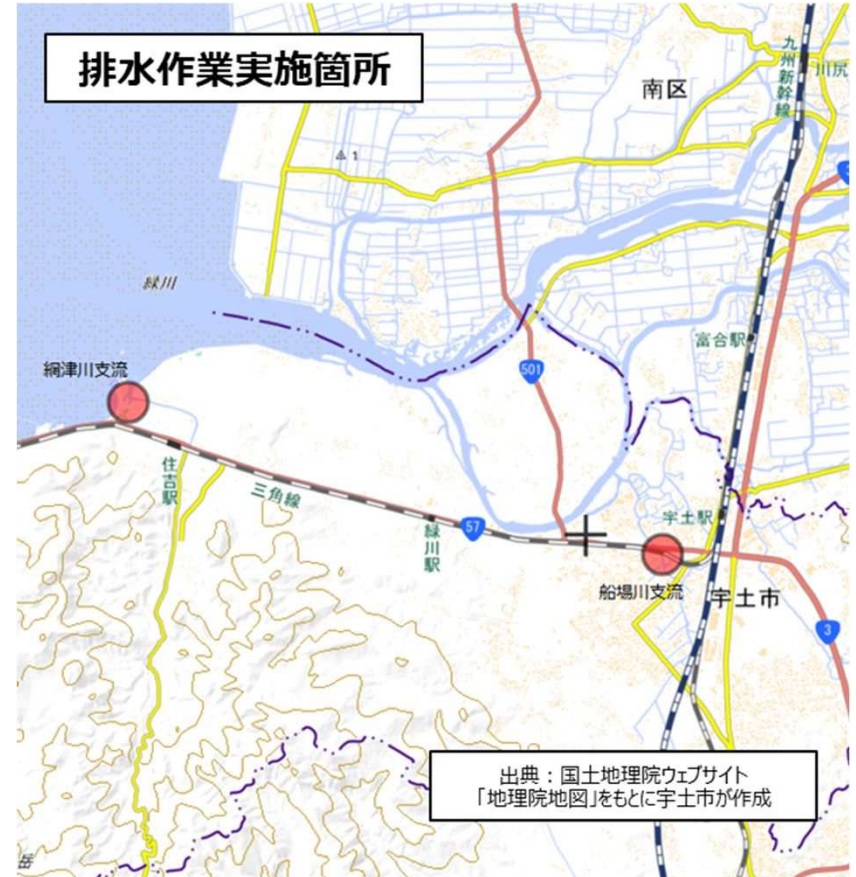 排水作業実施箇所
九州新幹線
川尻
南区
1
3
緑川
富合駅
網津川支流
501
住吉駅
三角線
緑川駅
57
宇土駅
船場川支流
宇土市
3
出典：国土地理院ウェブサイト
「地理院地図」をもとに宇土市が作成
岳